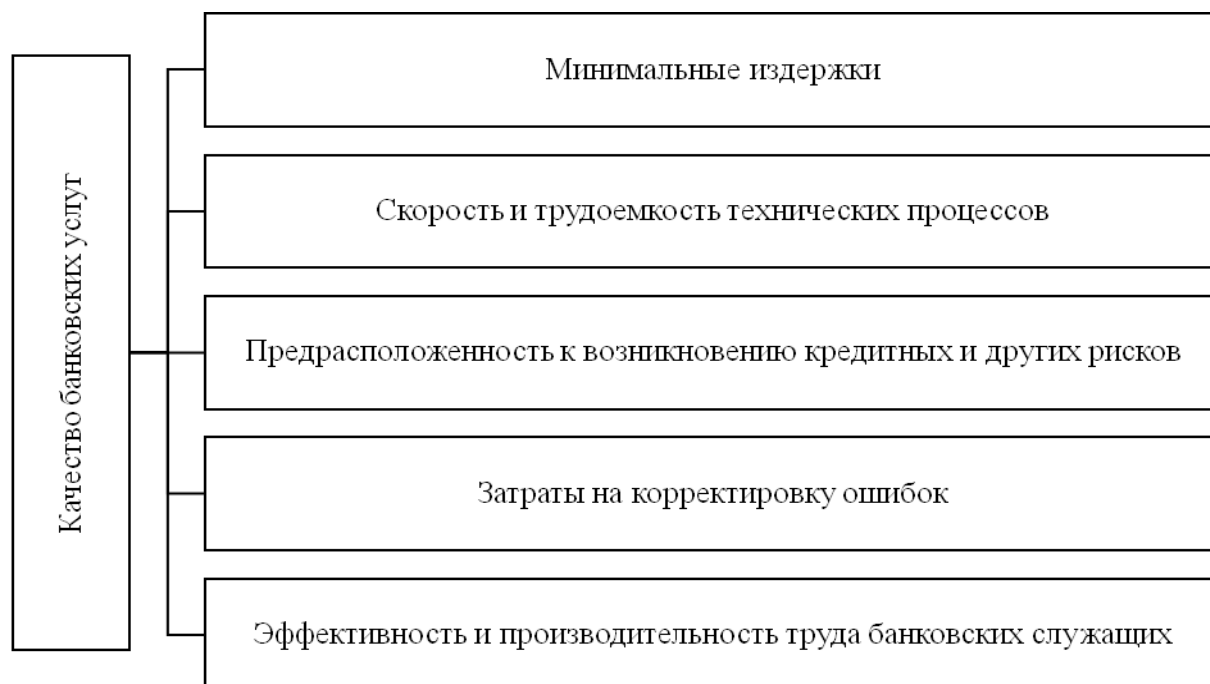 Качество банковских услуг
Минимальные издержки
Скорость и трудоемкость технических процессов
Предрасположенность к возникновению кредитных и других рисков
Затраты на корректировку ошибок
Эффективность и производительность труда банковских служащих